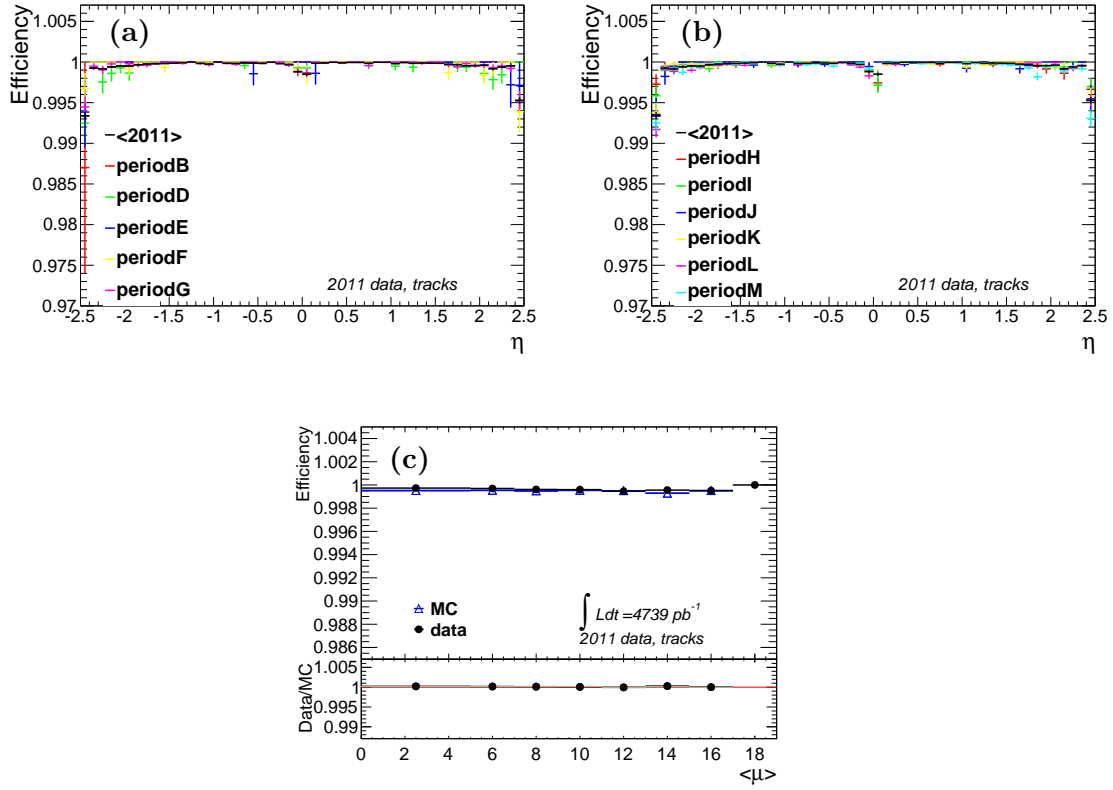 (a)
Efficiency
1.005
1
0.995
0.99
0.985
0.98
0.975
0.97
<2011>
periodB
periodD
periodE
periodF
periodG
2011 data, tracks
-2.5 -2 -1.5 -1 -0.5 0 0.5 1 1.5 2 2.5
η
(b)
Efficiency
1.005
1
0.995
0.99
0.985
0.98
0.975
0.97
<2011>
periodH
periodI
periodJ
periodK
periodL
periodM
2011 data, tracks
-2.5 -2 -1.5 -1 -0.5 0 0.5 1 1.5 2 2.5
η
(c)
Efficiency
1.004
1.002
1
0.998
0.996
0.994
0.992
0.99
0.988
0.986
MC
data
∫ Ldt =4739 pb⁻¹
2011 data, tracks
Data/MC
1.005
1
0.995
0.99
0 2 4 6 8 10 12 14 16 18
<μ>